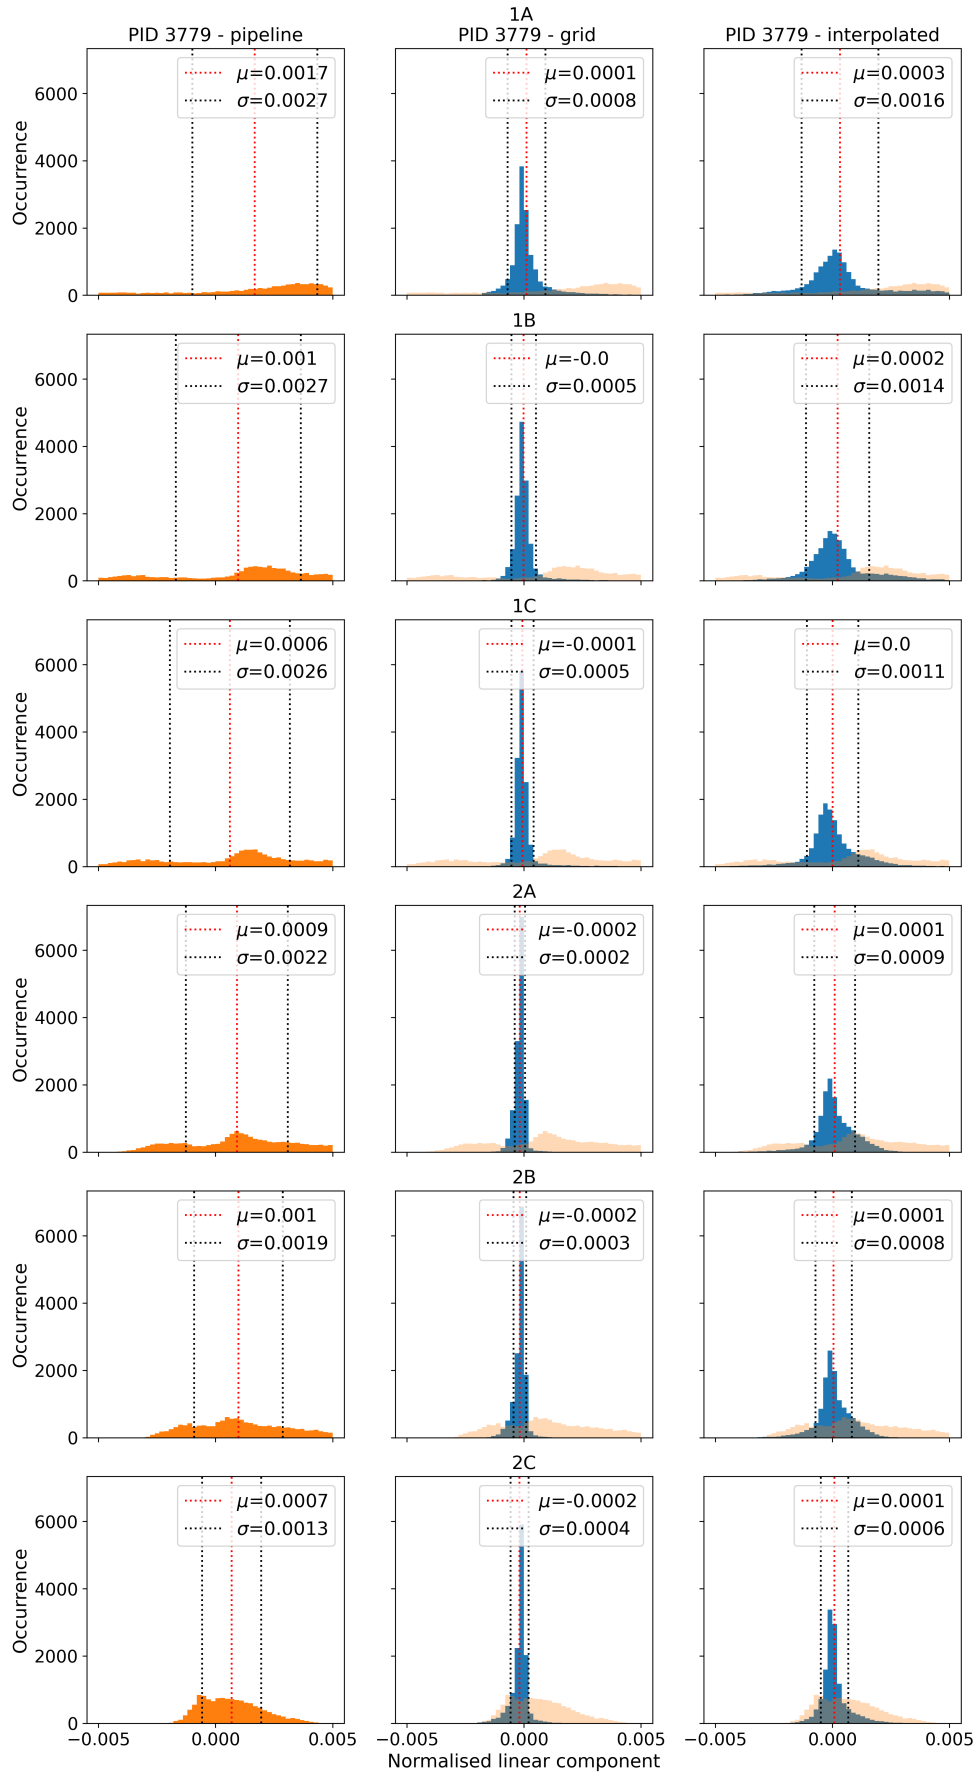 1A
PID 3779 - pipeline
PID 3779 - grid
PID 3779 - interpolated
Occurrence
6000
4000
2000
0
μ=0.0017
σ=0.0027
μ=0.0001
σ=0.0008
μ=0.0003
σ=0.0016
1B
Occurrence
6000
4000
2000
0
μ=0.001
σ=0.0027
μ=-0.0
σ=0.0005
μ=0.0002
σ=0.0014
1C
Occurrence
6000
4000
2000
0
μ=0.0006
σ=0.0026
μ=-0.0001
σ=0.0005
μ=0.0
σ=0.0011
2A
Occurrence
6000
4000
2000
0
μ=0.0009
σ=0.0022
μ=-0.0002
σ=0.0002
μ=0.0001
σ=0.0009
2B
Occurrence
6000
4000
2000
0
μ=0.001
σ=0.0019
μ=-0.0002
σ=0.0003
μ=0.0001
σ=0.0008
2C
Occurrence
6000
4000
2000
0
μ=0.0007
σ=0.0013
μ=-0.0002
σ=0.0004
μ=0.0001
σ=0.0006
−0.005 0.000 0.005
−0.005 0.000 0.005
−0.005 0.000 0.005
Normalised linear component